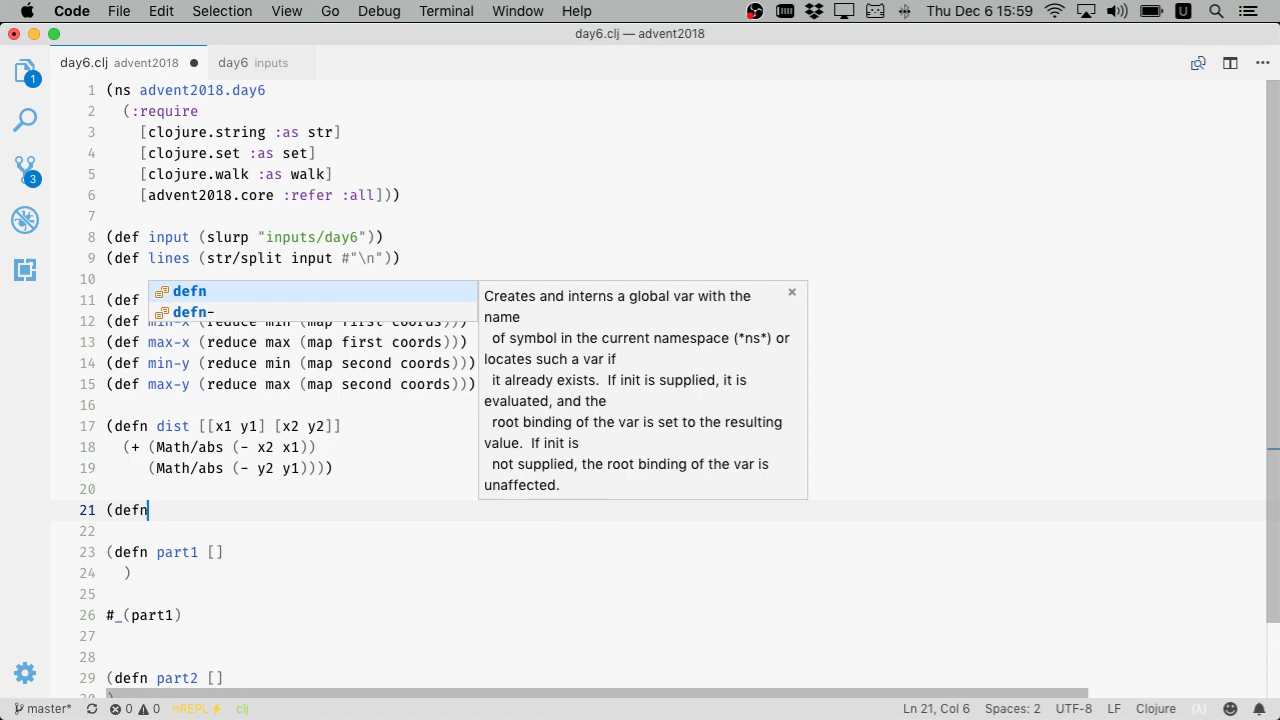 Code File Edit Selection View Go Debug Terminal Window Help Thu Dec 6 15:59
day6.clj — advent2018
day6.clj advent2018 day6 inputs
1 (ns advent2018.day6
2 (:require
3 [clojure.string :as str]
4 [clojure.set :as set]
5 [clojure.walk :as walk]
6 [advent2018.core :refer :all]))
7
8 (def input (slurp "inputs/day6"))
9 (def lines (str/split input #"\n"))
10
11 (def
12 (def min-x (reduce min (map first coords)))
13 (def max-x (reduce max (map first coords)))
14 (def min-y (reduce min (map second coords)))
15 (def max-y (reduce max (map second coords)))
16
17 (defn dist [[x1 y1] [x2 y2]]
18 (+ (Math/abs (- x2 x1))
19 (Math/abs (- y2 y1))))
20
21 (defn
22
23 (defn part1 []
24 )
25
26 #_(part1)
27
28
29 (defn part2 []
defn
defn-
Creates and interns a global var with the
name
of symbol in the current namespace (*ns*) or
locates such a var if
it already exists. If init is supplied, it is
evaluated, and the
root binding of the var is set to the resulting
value. If init is
not supplied, the root binding of the var is
unaffected.
1
3
master* 0 0 nREPL⚡ clj Ln 21, Col 6 Spaces: 2 UTF-8 LF Clojure (λ)